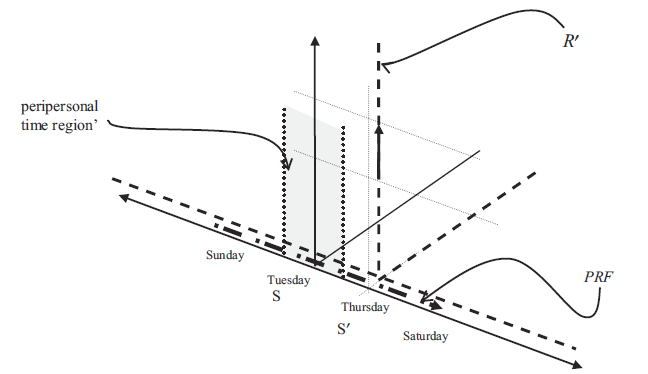 R′
peripersonal
time region’
Sunday
Tuesday
S
PRF
Thursday
S′
Saturday